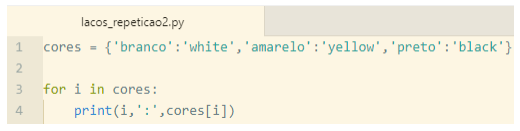 lacos_repeticao2.py
1 cores = {'branco':'white','amarelo':'yellow','preto':'black'}
2
3 for i in cores:
4     print(i,':',cores[i])